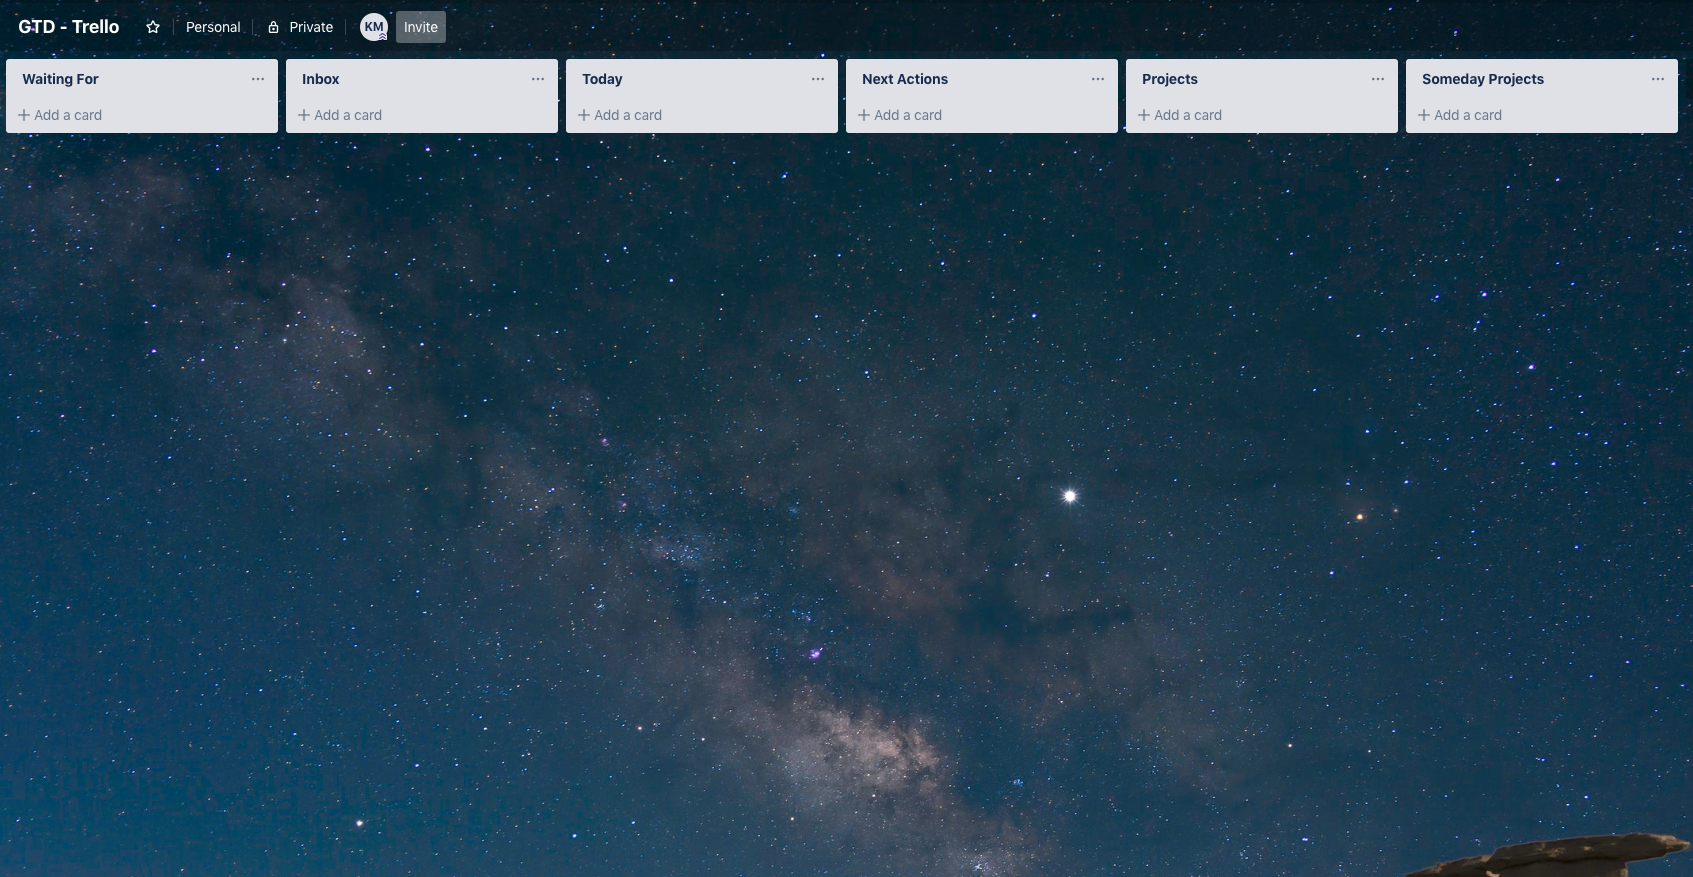 GTD - Trello Personal Private KM Invite
Waiting For
Add a card
Inbox
Add a card
Today
Add a card
Next Actions
Add a card
Projects
Add a card
Someday Projects
Add a card